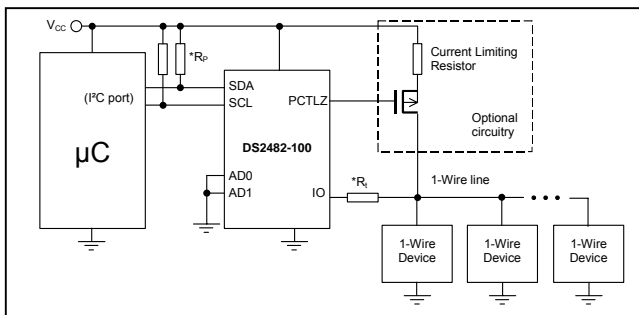 VCC
*RP
Current Limiting
Resistor
(I²C port)
SDA
SCL
PCTLZ
Optional
circuitry
µC
DS2482-100
AD0
AD1
IO
*Rt
1-Wire line
1-Wire
Device
1-Wire
Device
1-Wire
Device